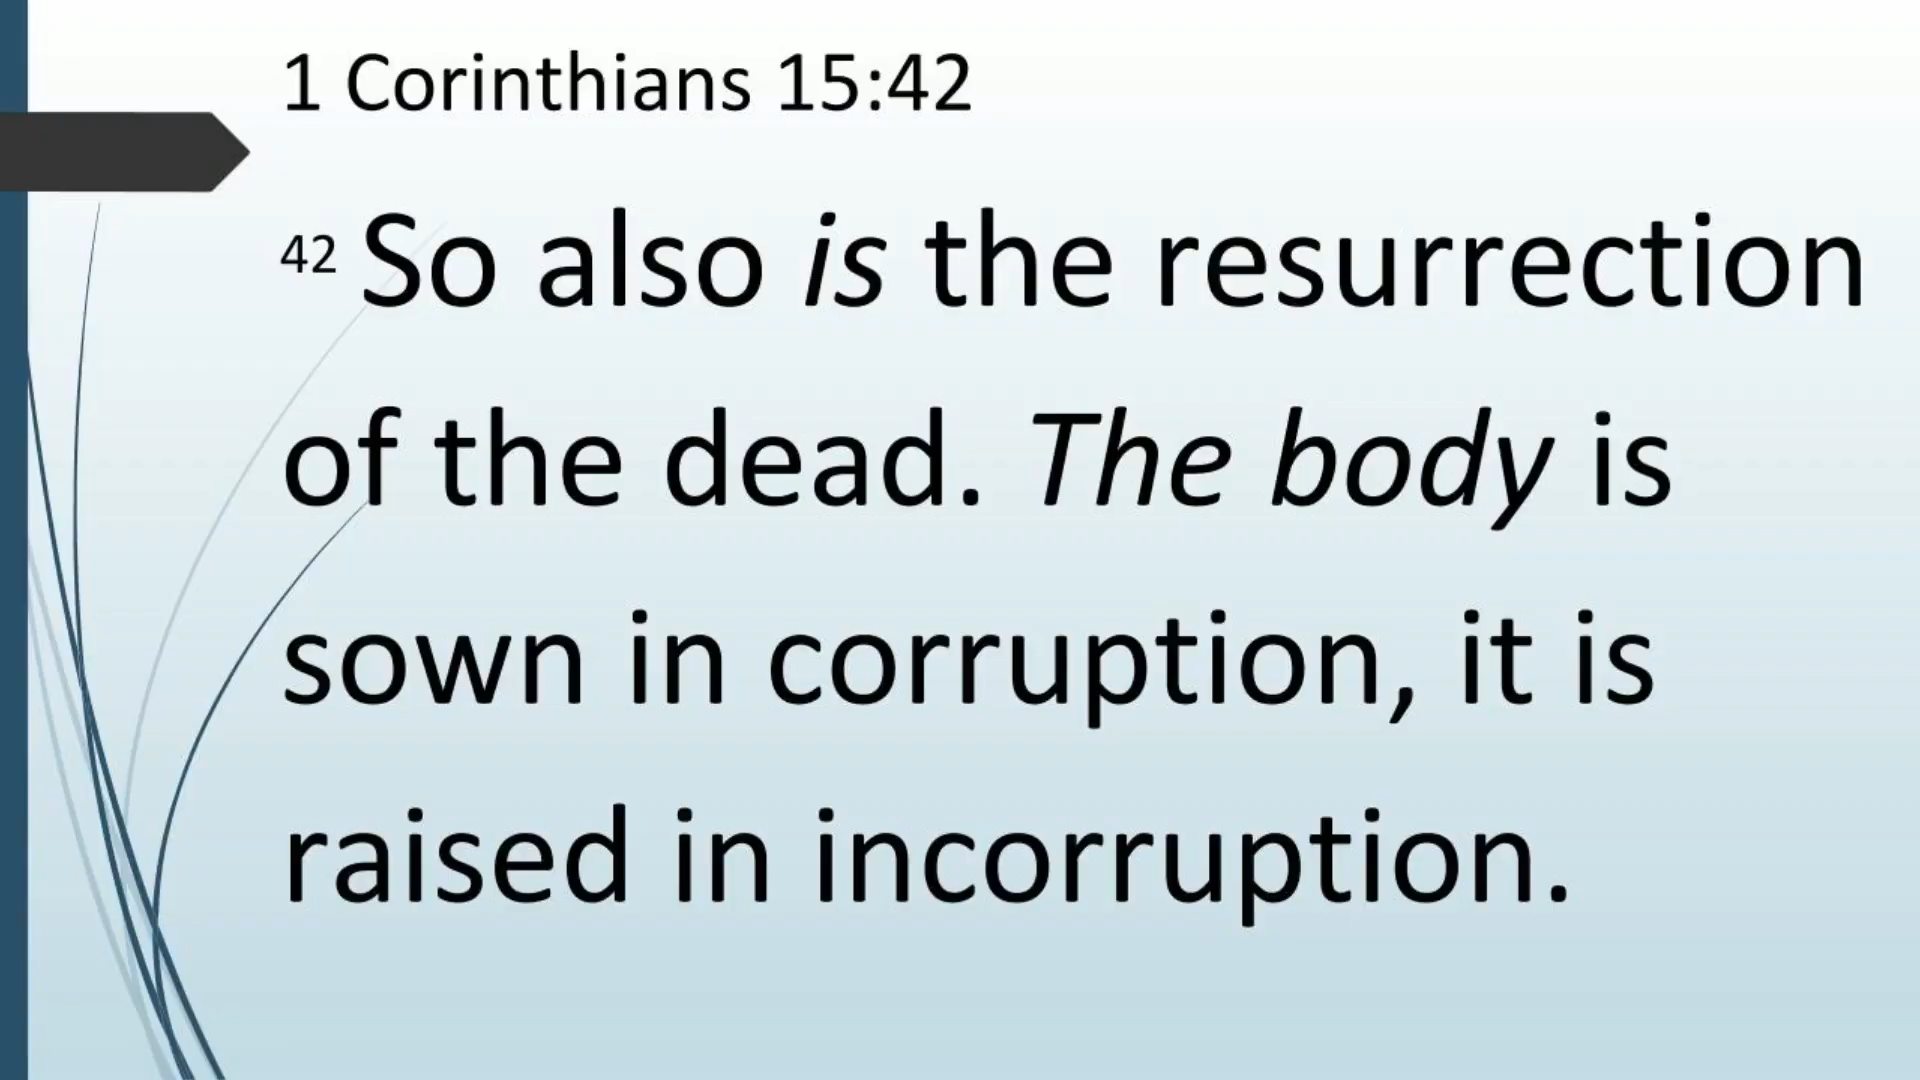 1 Corinthians 15:42
42 So also is the resurrection
of the dead. The body is
sown in corruption, it is
raised in incorruption.